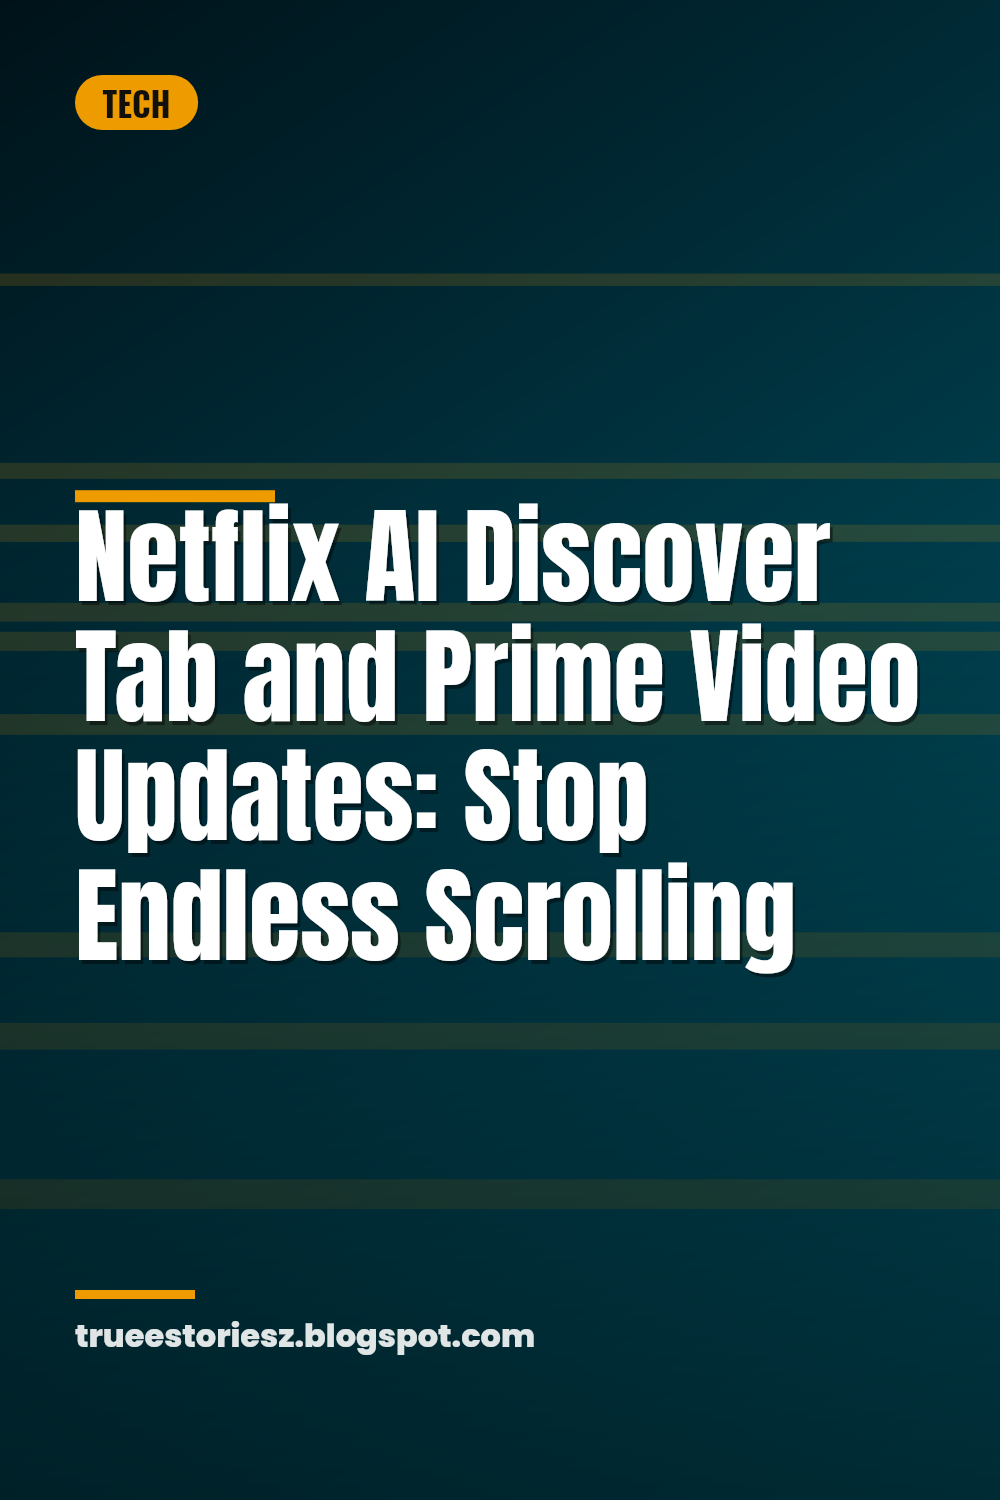 TECH
Netflix AI Discover
Tab and Prime Video
Updates: Stop
Endless Scrolling
trueestoriesz.blogspot.com